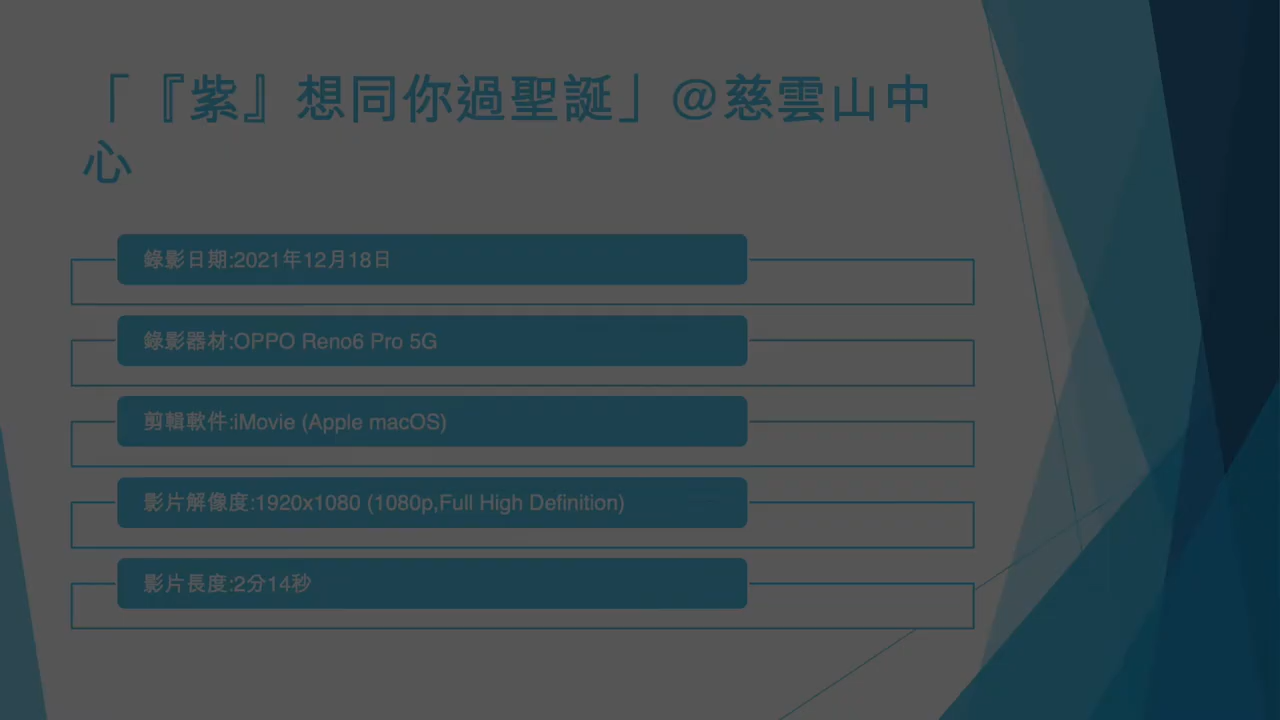 「『紫』想同你過聖誕」@慈雲山中
心
錄影日期:2021年12月18日
錄影器材:OPPO Reno6 Pro 5G
剪輯軟件:iMovie (Apple macOS)
影片解像度:1920x1080 (1080p,Full High Definition)
影片長度:2分14秒